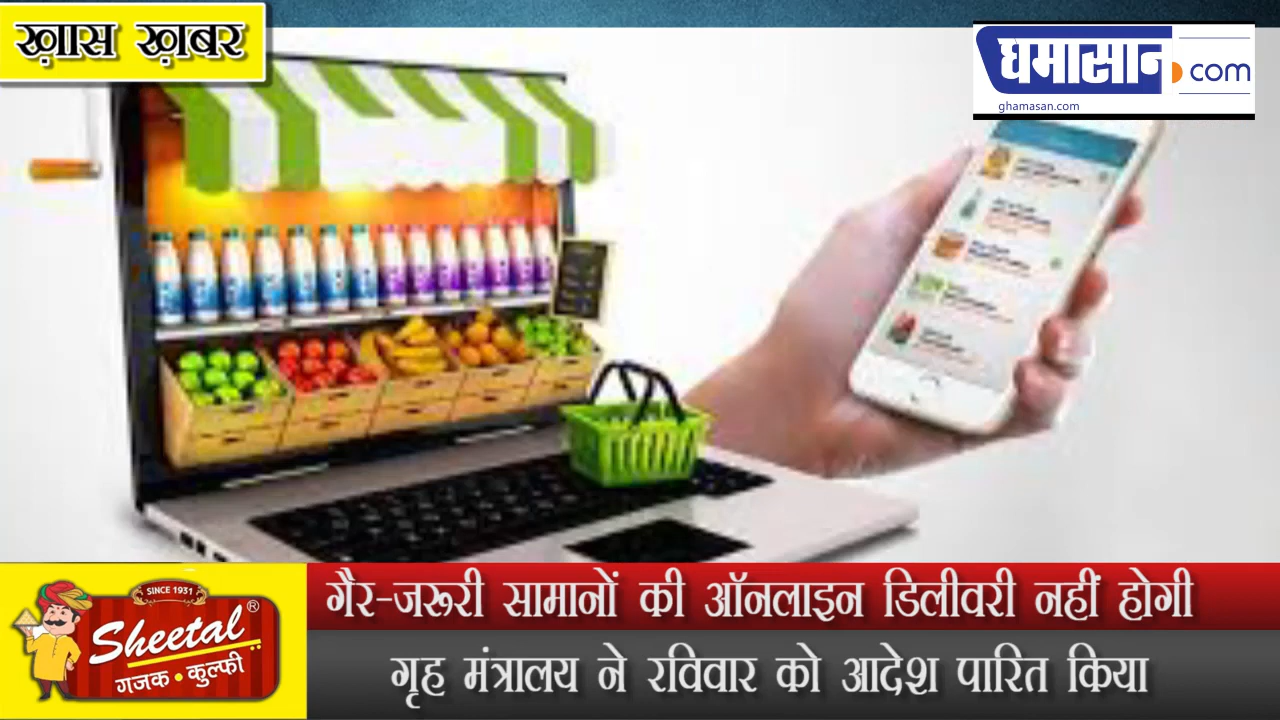 ख़ास ख़बर
घमासान.com
ghamasan.com
SINCE 1931
Sheetal®
गजक • कुल्फी
गैर-जरूरी सामानों की ऑनलाइन डिलीवरी नहीं होगी
गृह मंत्रालय ने रविवार को आदेश पारित किया